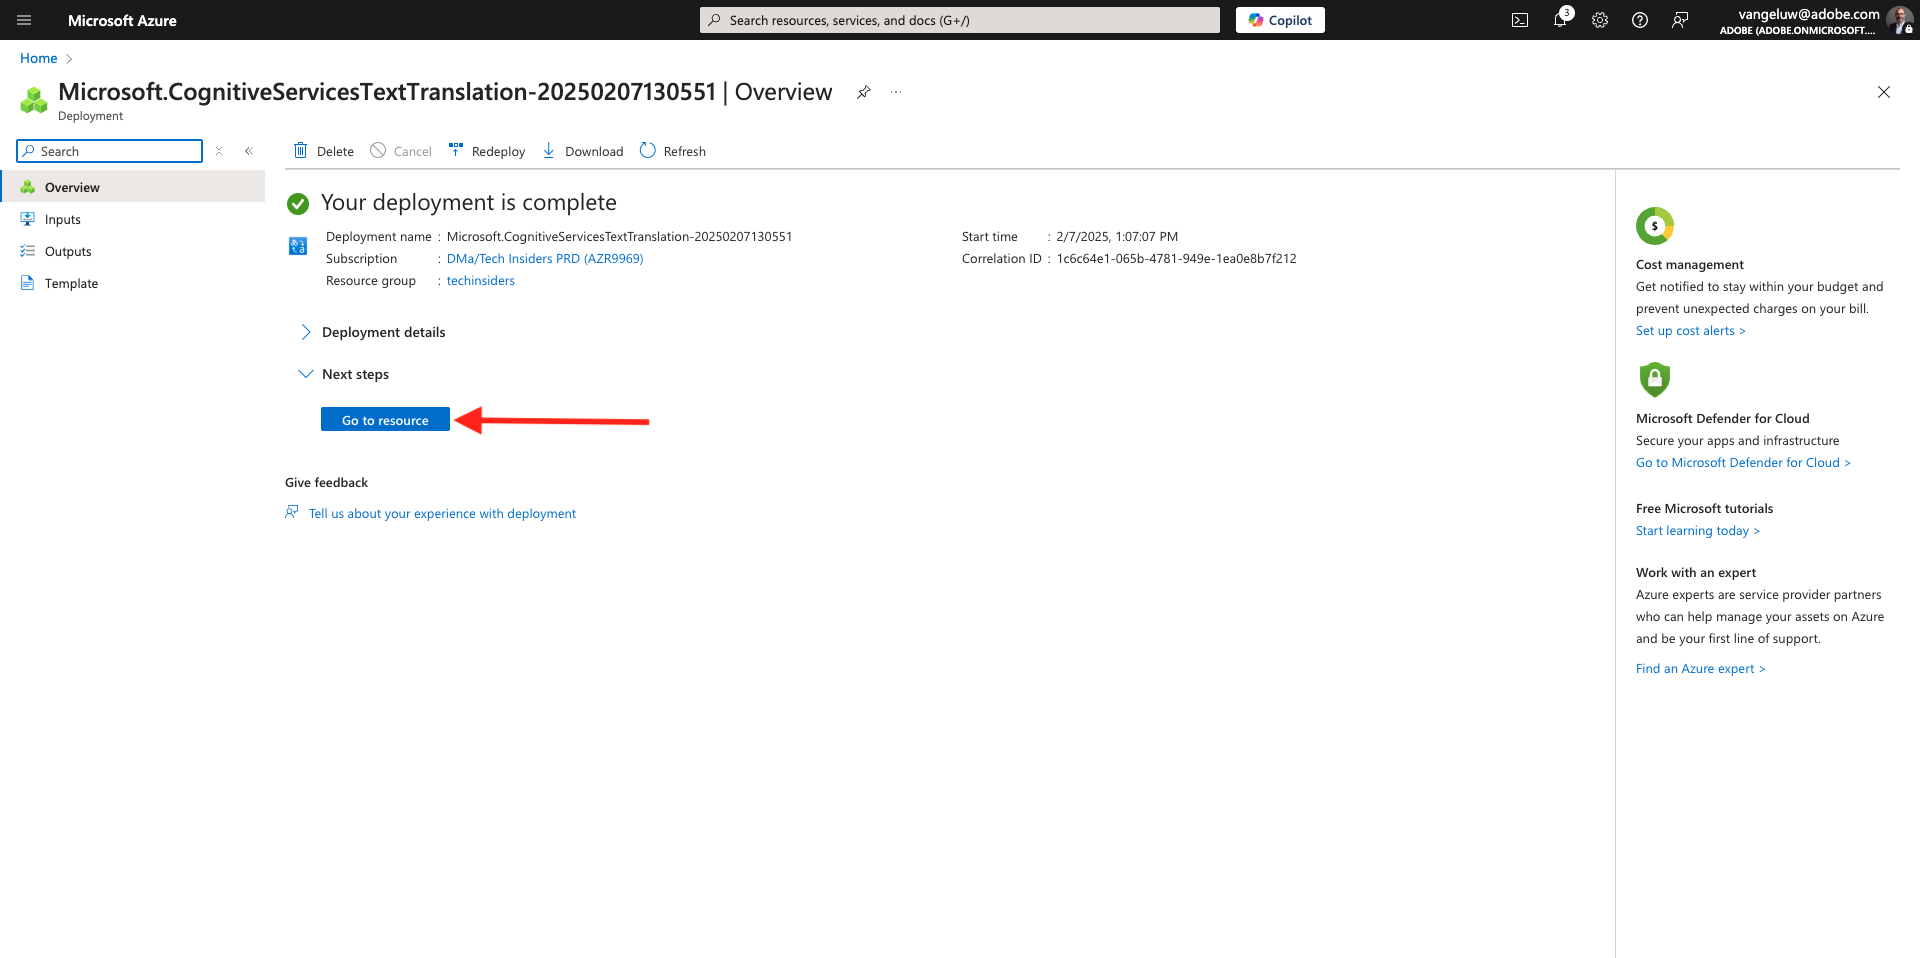 Microsoft Azure
Search resources, services, and docs (G+/)
Copilot
3
vangeluw@adobe.com
ADOBE (ADOBE.ONMICROSOFT....
Home
Microsoft.CognitiveServicesTextTranslation-20250207130551 | Overview
Deployment
Search
Delete
Cancel
Redeploy
Download
Refresh
Overview
Inputs
Outputs
Template
Your deployment is complete
Deployment name : Microsoft.CognitiveServicesTextTranslation-20250207130551
Subscription : DMa/Tech Insiders PRD (AZR9969)
Resource group : techinsiders
Start time : 2/7/2025, 1:07:07 PM
Correlation ID : 1c6c64e1-065b-4781-949e-1ea0e8b7f212
Deployment details
Next steps
Go to resource
Give feedback
Tell us about your experience with deployment
$
Cost management
Get notified to stay within your budget and
prevent unexpected charges on your bill.
Set up cost alerts >
Microsoft Defender for Cloud
Secure your apps and infrastructure
Go to Microsoft Defender for Cloud >
Free Microsoft tutorials
Start learning today >
Work with an expert
Azure experts are service provider partners
who can help manage your assets on Azure
and be your first line of support.
Find an Azure expert >